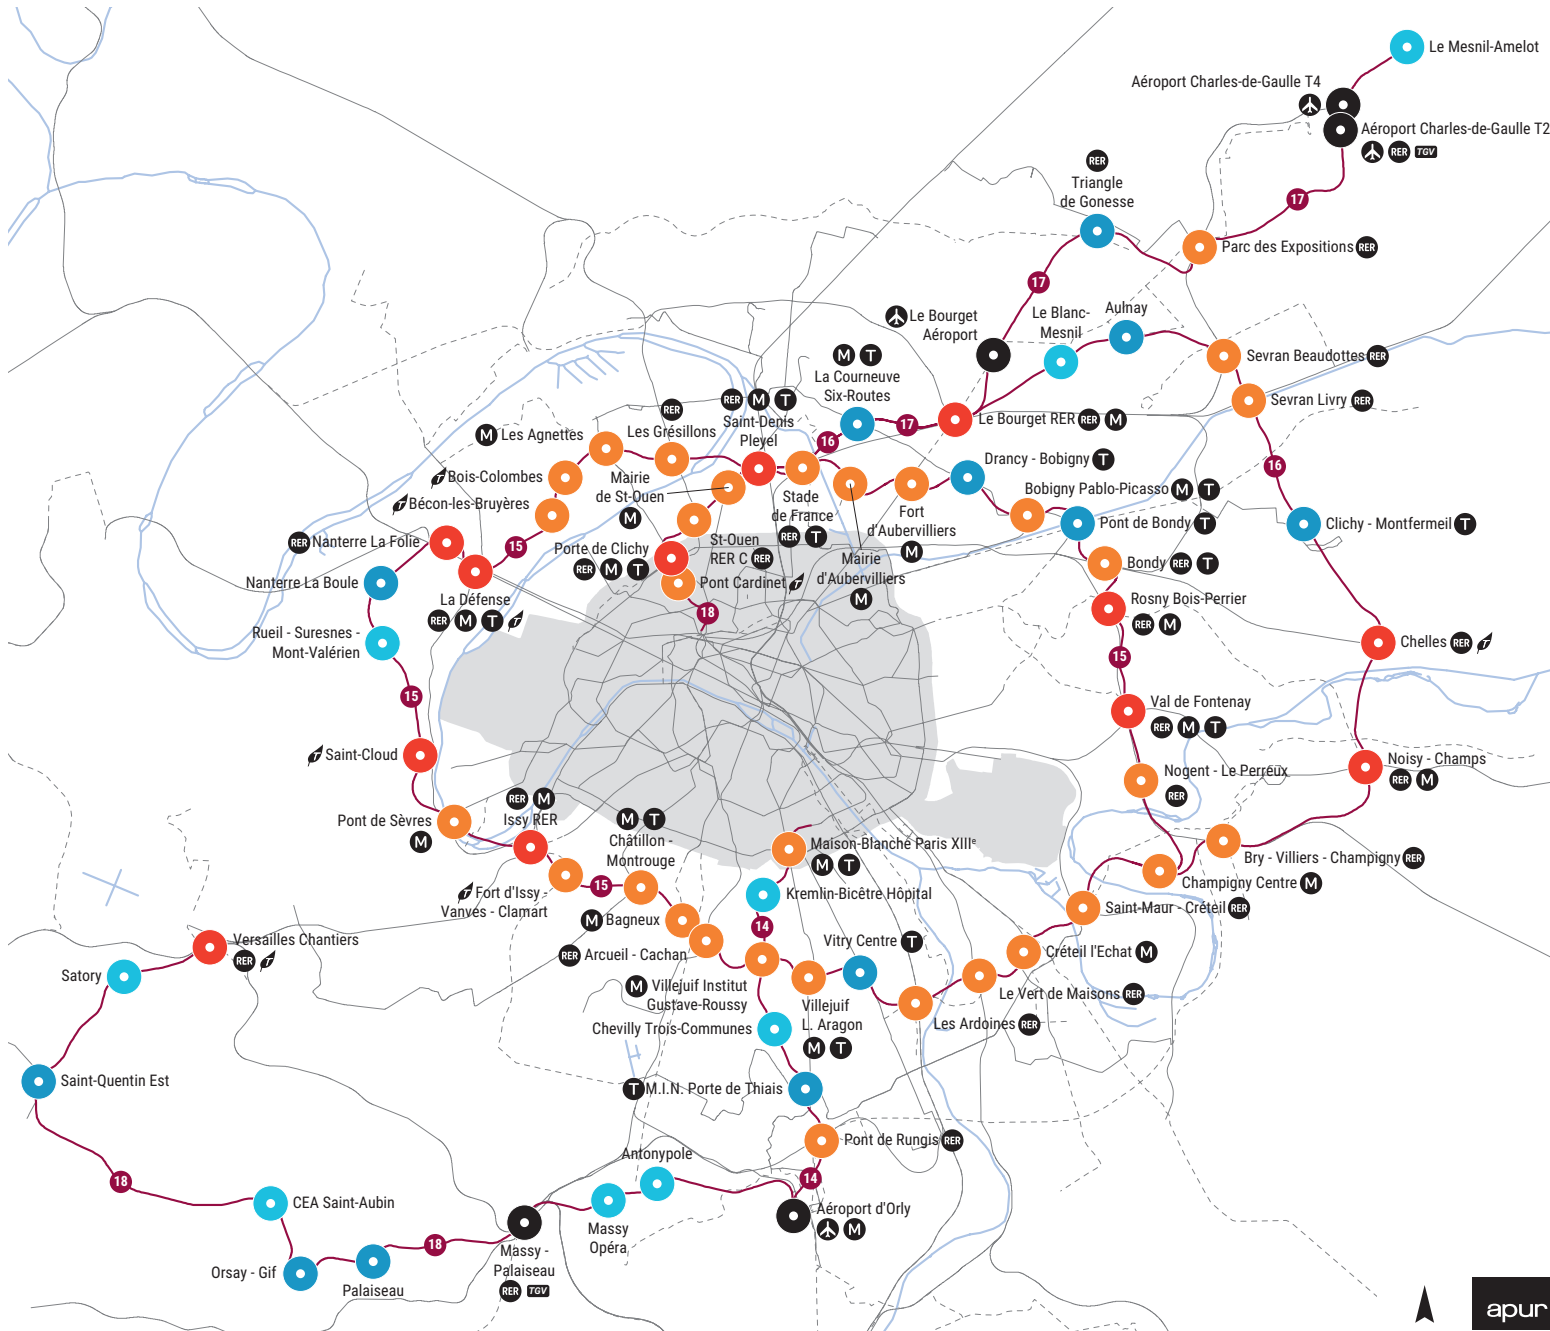 Le Mesnil-Amelot
Aéroport Charles-de-Gaulle T4
Aéroport Charles-de-Gaulle T2
RER TGV
17
RER
Triangle
de Gonesse
Parc des Expositions RER
17
Le Bourget
Aéroport
Le Blanc-
Mesnil
Aulnay
Sevran Beaudottes RER
Sevran Livry RER
M T
La Courneuve
Six-Routes
16
17
Le Bourget RER RER M
RER M T
Saint-Denis
Pleyel
RER
Les Grésillons
M Les Agnettes
T Bois-Colombes
T Bécon-les-Bruyères
Mairie
de St-Ouen
M
Stade
de France
RER T
Drancy - Bobigny T
Bobigny Pablo-Picasso M T
16
Fort
d'Aubervilliers
M
Pont de Bondy T
Clichy - Montfermeil T
RER Nanterre La Folie
15
St-Ouen
RER C RER
Porte de Clichy
RER M T
Mairie
d'Aubervilliers
M
Bondy RER T
Nanterre La Boule
La Défense
RER M T T
Pont Cardinet T
18
Rosny Bois-Perrier
RER M
Rueil - Suresnes -
Mont-Valérien
15
Chelles RER T
15
Val de Fontenay
RER M T
T Saint-Cloud
Noisy - Champs
RER M
Nogent - Le Perreux
RER
Pont de Sèvres
M
RER M
Issy RER
M T
Châtillon -
Montrouge
Maison-Blanche Paris XIIIe
M T
Bry - Villiers - Champigny RER
Champigny Centre M
T Fort d'Issy -
Vanves - Clamart
15
Kremlin-Bicêtre Hôpital
Saint-Maur - Créteil RER
M Bagneux
14
Versailles Chantiers
RER T
RER Arcueil - Cachan
Vitry Centre T
Créteil l'Echat M
Satory
M Villejuif Institut
Gustave-Roussy
Villejuif
L. Aragon
M T
Le Vert de Maisons RER
Les Ardoines RER
Chevilly Trois-Communes
Saint-Quentin Est
T M.I.N. Porte de Thiais
Pont de Rungis RER
Antonypole
14
18
CEA Saint-Aubin
Massy
Opéra
Aéroport d'Orly
M
18
Orsay - Gif
Palaiseau
Massy -
Palaiseau
RER TGV
apur